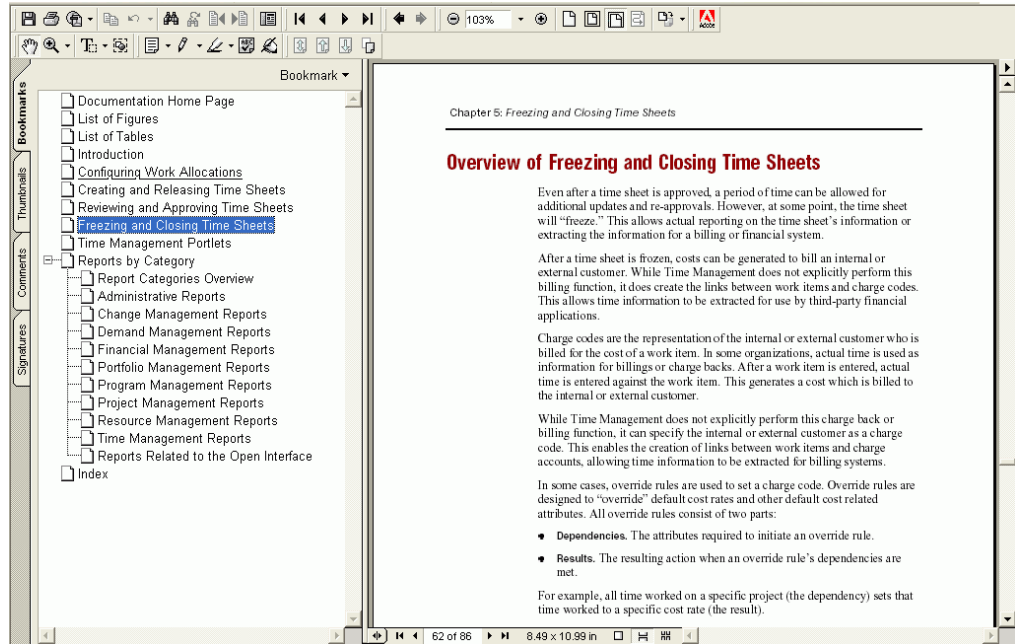 103%
Bookmark
Bookmarks
Thumbnails
Comments
Signatures
Documentation Home Page
List of Figures
List of Tables
Introduction
Configuring Work Allocations
Creating and Releasing Time Sheets
Reviewing and Approving Time Sheets
Freezing and Closing Time Sheets
Time Management Portlets
Reports by Category
Report Categories Overview
Administrative Reports
Change Management Reports
Demand Management Reports
Financial Management Reports
Portfolio Management Reports
Program Management Reports
Project Management Reports
Resource Management Reports
Time Management Reports
Reports Related to the Open Interface
Index
Chapter 5: Freezing and Closing Time Sheets
Overview of Freezing and Closing Time Sheets
Even after a time sheet is approved, a period of time can be allowed for
additional updates and re-approvals. However, at some point, the time sheet
will “freeze.” This allows actual reporting on the time sheet’s information or
extracting the information for a billing or financial system.
After a time sheet is frozen, costs can be generated to bill an internal or
external customer. While Time Management does not explicitly perform this
billing function, it does create the links between work items and charge codes.
This allows time information to be extracted for use by third-party financial
applications.
Charge codes are the representation of the internal or external customer who is
billed for the cost of a work item. In some organizations, actual time is used as
information for billings or charge backs. After a work item is entered, actual
time is entered against the work item. This generates a cost which is billed to
the internal or external customer.
While Time Management does not explicitly perform this charge back or
billing function, it can specify the internal or external customer as a charge
code. This enables the creation of links between work items and charge
accounts, allowing time information to be extracted for billing systems.
In some cases, override rules are used to set a charge code. Override rules are
designed to “override” default cost rates and other default cost related
attributes. All override rules consist of two parts:
• Dependencies. The attributes required to initiate an override rule.
• Results. The resulting action when an override rule’s dependencies are
met.
For example, all time worked on a specific project (the dependency) sets that
time worked to a specific cost rate (the result).
62 of 86
8.49 x 10.99 in